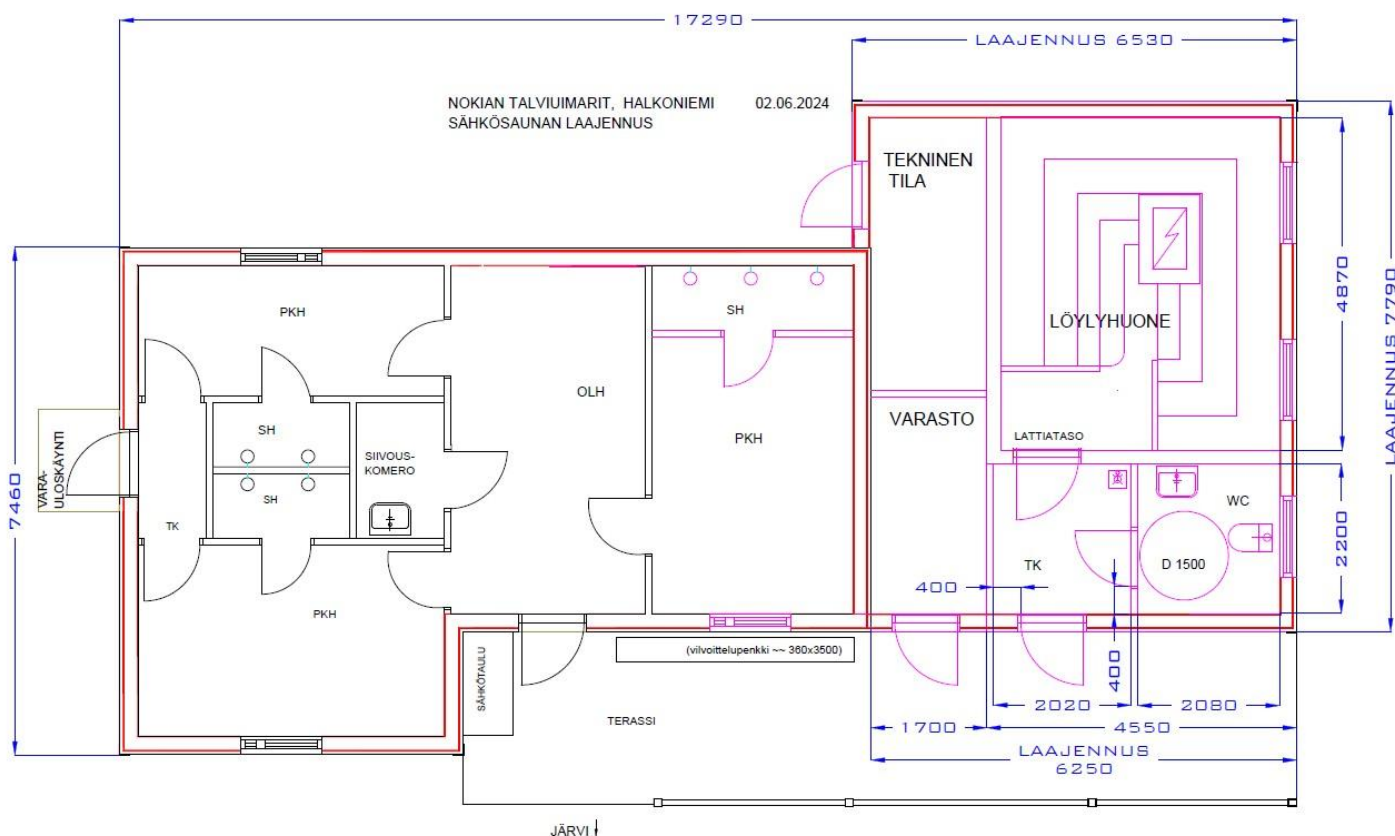 17290
LAAJENNUS 6530
NOKIAN TALVIUIMARIT, HALKONIEMI 02.06.2024
SÄHKÖSAUNAN LAAJENNUS
TEKNINEN
TILA
PKH
SH
OLH
LÖYLYHUONE
4870
LAAJENNUS 7790
VARASTO
PKH
LATTIATASO
SH
SIIVOUS-
KOMERO
VARA-
ULOSKÄYNTI
7460
SH
TK
WC
D 1500
2200
TK
400
400
PKH
(vilvoittelupenkki ~~ 360x3500)
SÄHKÖTAULU
TERASSI
2020
2080
1700
4550
LAAJENNUS
6250
JÄRVI